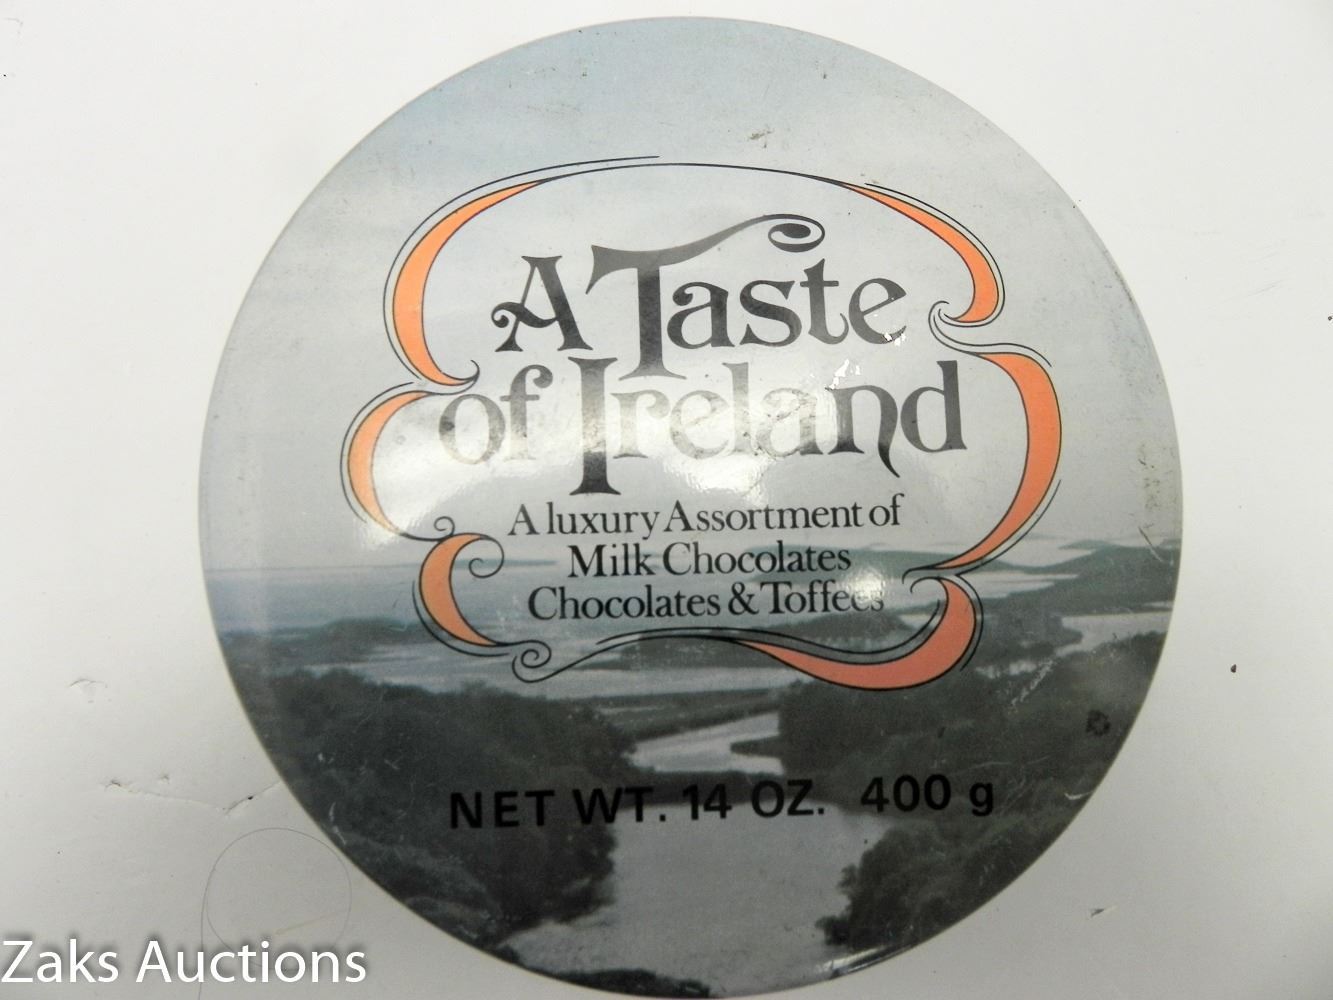 A Taste
of Ireland
A luxury Assortment of
Milk Chocolates
Chocolates & Toffees
NET WT. 14 OZ. 400 g
Zaks Auctions